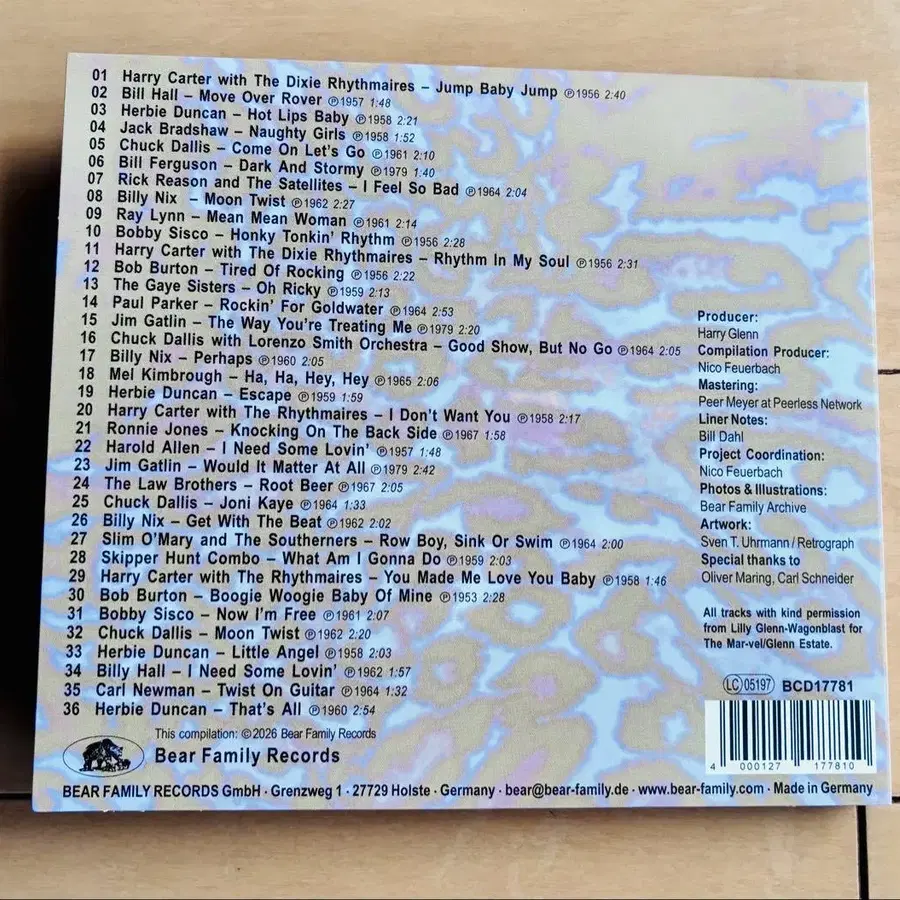 01 Harry Carter with The Dixie Rhythmaires – Jump Baby Jump ℗1956 2:40
02 Bill Hall – Move Over Rover ℗1957 1:48
03 Herbie Duncan – Hot Lips Baby ℗1958 2:21
04 Jack Bradshaw – Naughty Girls ℗1958 1:52
05 Chuck Dallis – Come On Let's Go ℗1961 2:10
06 Bill Ferguson – Dark And Stormy ℗1979 1:40
07 Rick Reason and The Satellites – I Feel So Bad ℗1964 2:04
08 Billy Nix – Moon Twist ℗1962 2:27
09 Ray Lynn – Mean Mean Woman ℗1961 2:14
10 Bobby Sisco – Honky Tonkin' Rhythm ℗1956 2:28
11 Harry Carter with The Dixie Rhythmaires – Rhythm In My Soul ℗1956 2:31
12 Bob Burton – Tired Of Rocking ℗1956 2:22
13 The Gaye Sisters – Oh Ricky ℗1959 2:13
14 Paul Parker – Rockin' For Goldwater ℗1964 2:53
15 Jim Gatlin – The Way You're Treating Me ℗1979 2:20
16 Chuck Dallis with Lorenzo Smith Orchestra – Good Show, But No Go ℗1964 2:05
17 Billy Nix – Perhaps ℗1960 2:05
18 Mel Kimbrough – Ha, Ha, Hey, Hey ℗1965 2:06
19 Herbie Duncan – Escape ℗1959 1:59
20 Harry Carter with The Rhythmaires – I Don't Want You ℗1958 2:17
21 Ronnie Jones – Knocking On The Back Side ℗1967 1:58
22 Harold Allen – I Need Some Lovin' ℗1957 1:48
23 Jim Gatlin – Would It Matter At All ℗1979 2:42
24 The Law Brothers – Root Beer ℗1967 2:05
25 Chuck Dallis – Joni Kaye ℗1964 1:33
26 Billy Nix – Get With The Beat ℗1962 2:02
27 Slim O'Mary and The Southerners – Row Boy, Sink Or Swim ℗1964 2:00
28 Skipper Hunt Combo – What Am I Gonna Do ℗1959 2:03
29 Harry Carter with The Rhythmaires – You Made Me Love You Baby ℗1958 1:46
30 Bob Burton – Boogie Woogie Baby Of Mine ℗1953 2:28
31 Bobby Sisco – Now I'm Free ℗1961 2:07
32 Chuck Dallis – Moon Twist ℗1962 2:20
33 Herbie Duncan – Little Angel ℗1958 2:03
34 Billy Hall – I Need Some Lovin' ℗1962 1:57
35 Carl Newman – Twist On Guitar ℗1964 1:32
36 Herbie Duncan – That's All ℗1960 2:54
Producer:
Harry Glenn
Compilation Producer:
Nico Feuerbach
Mastering:
Peer Meyer at Peerless Network
Liner Notes:
Bill Dahl
Project Coordination:
Nico Feuerbach
Photos & Illustrations:
Bear Family Archive
Artwork:
Sven T. Uhrmann / Retrograph
Special thanks to
Oliver Maring, Carl Schneider
All tracks with kind permission
from Lilly Glenn-Wagonblast for
The Mar-vel/Glenn Estate.
LC 05197 BCD17781
4 000127 177810
This compilation: ©2026 Bear Family Records
Bear Family Records
BEAR FAMILY RECORDS GmbH · Grenzweg 1 · 27729 Holste · Germany · bear@bear-family.de · www.bear-family.com · Made in Germany